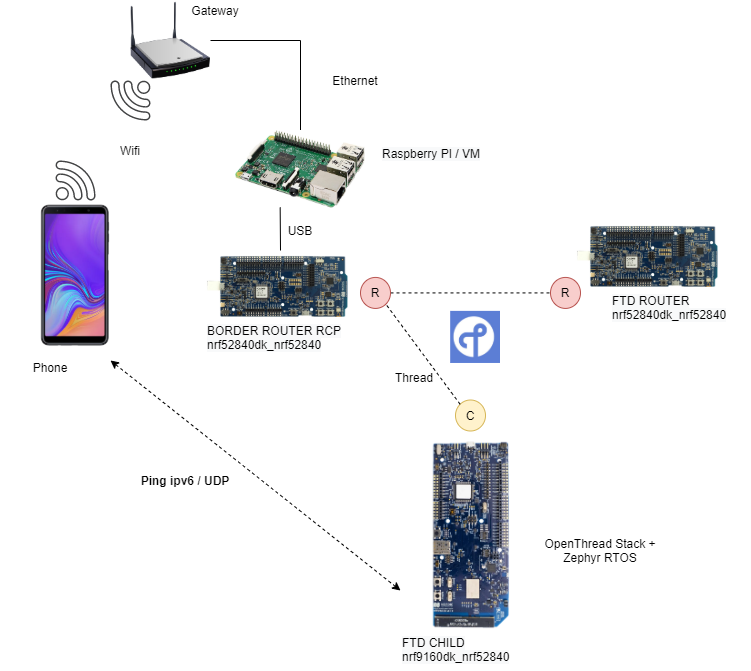 Gateway
Ethernet
Wifi
Raspberry PI / VM
USB
R
R
BORDER ROUTER RCP
nrf52840dk_nrf52840
FTD ROUTER
nrf52840dk_nrf52840
Phone
Thread
C
Ping ipv6 / UDP
OpenThread Stack +
Zephyr RTOS
FTD CHILD
nrf9160dk_nrf52840